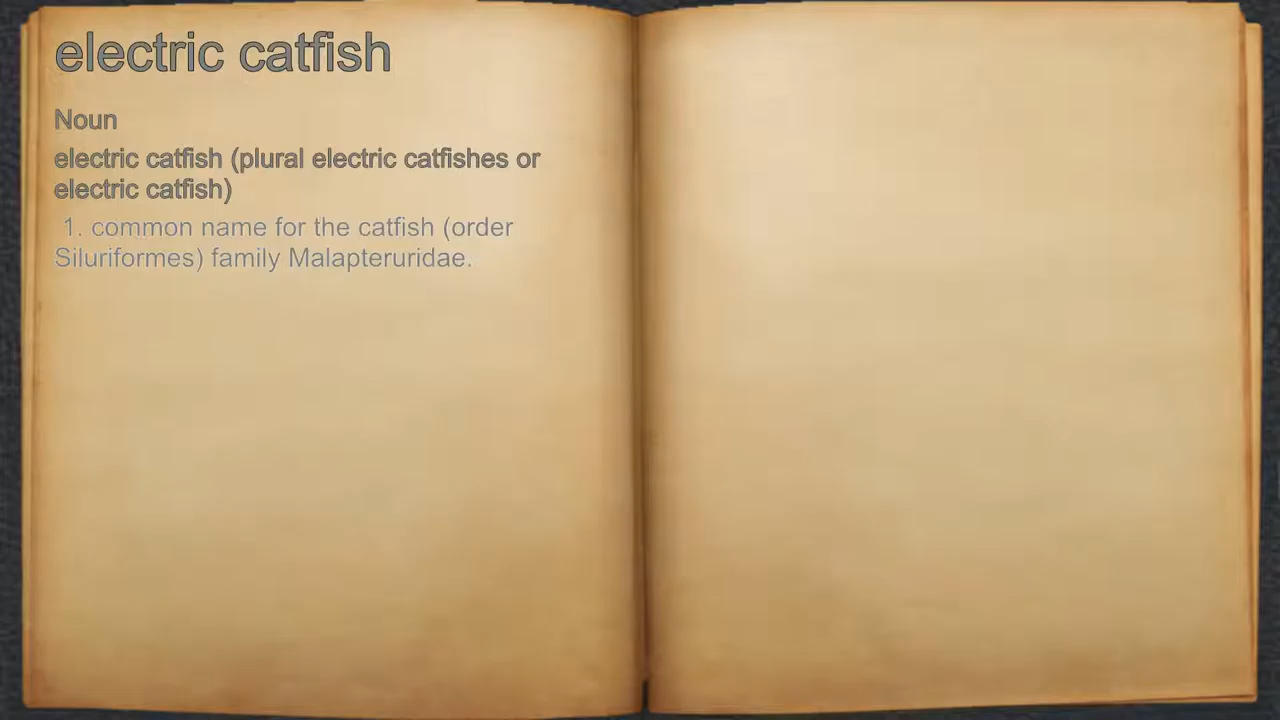 electric catfish
Noun
electric catfish (plural electric catfishes or
electric catfish)
1. common name for the catfish (order
Siluriformes) family Malapteruridae.